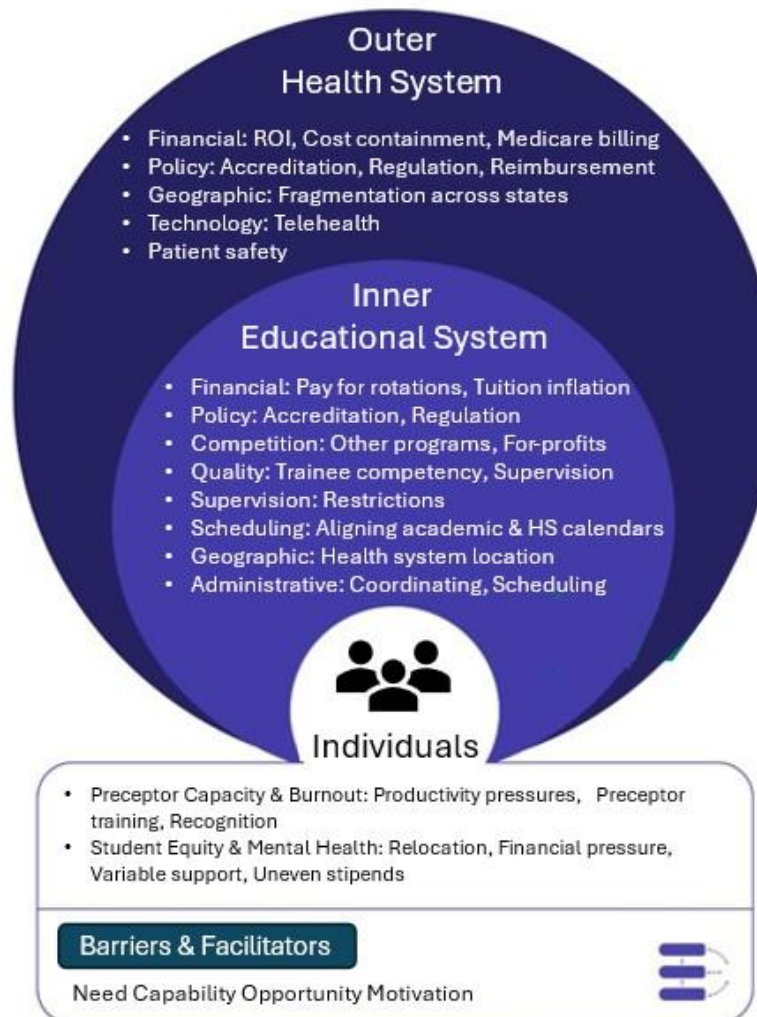 Outer
Health System
• Financial: ROI, Cost containment, Medicare billing
• Policy: Accreditation, Regulation, Reimbursement
• Geographic: Fragmentation across states
• Technology: Telehealth
• Patient safety
Inner
Educational System
• Financial: Pay for rotations, Tuition inflation
• Policy: Accreditation, Regulation
• Competition: Other programs, For-profits
• Quality: Trainee competency, Supervision
• Supervision: Restrictions
• Scheduling: Aligning academic & HS calendars
• Geographic: Health system location
• Administrative: Coordinating, Scheduling
Individuals
• Preceptor Capacity & Burnout: Productivity pressures, Preceptor
training, Recognition
• Student Equity & Mental Health: Relocation, Financial pressure,
Variable support, Uneven stipends
Barriers & Facilitators
Need Capability Opportunity Motivation